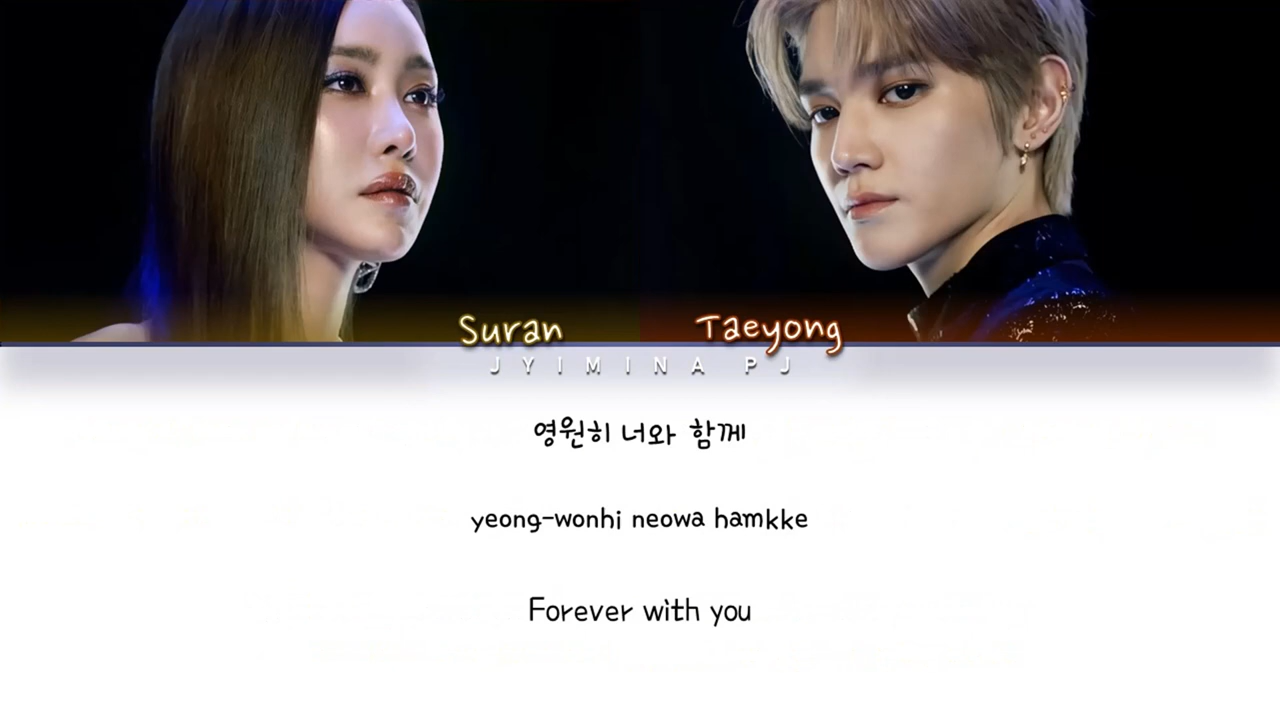 Suran Taeyong
JYIMINA PJ
영원히 너와 함께
yeong-wonhi neowa hamkke
Forever with you